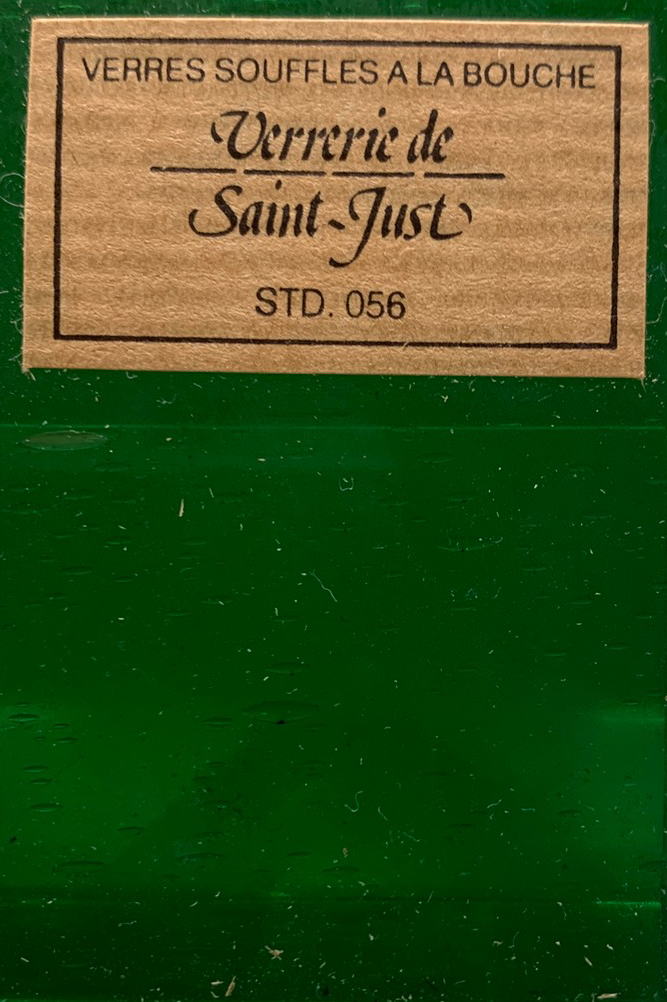 VERRES SOUFFLES A LA BOUCHE
Verrerie de
Saint-Just
STD. 056